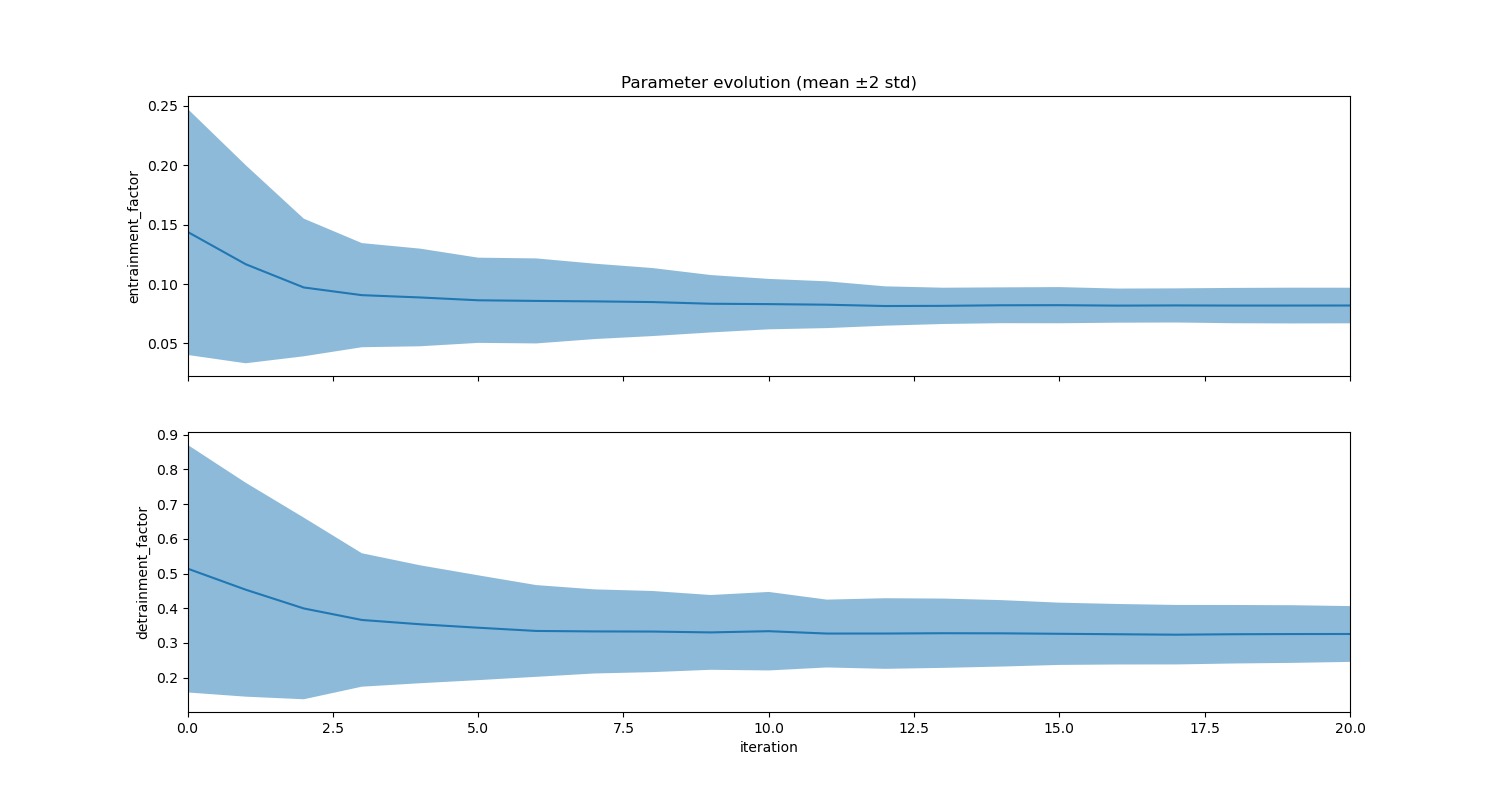 Parameter evolution (mean ±2 std)
0.25
0.20
0.15
0.10
0.05
entrainment_factor
0.9
0.8
0.7
0.6
0.5
0.4
0.3
0.2
detrainment_factor
0.0 2.5 5.0 7.5 10.0 12.5 15.0 17.5 20.0
iteration